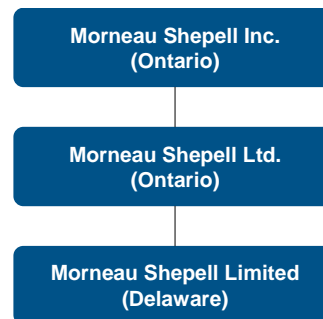 Morneau Shepell Inc.
(Ontario)
Morneau Shepell Ltd.
(Ontario)
Morneau Shepell Limited
(Delaware)